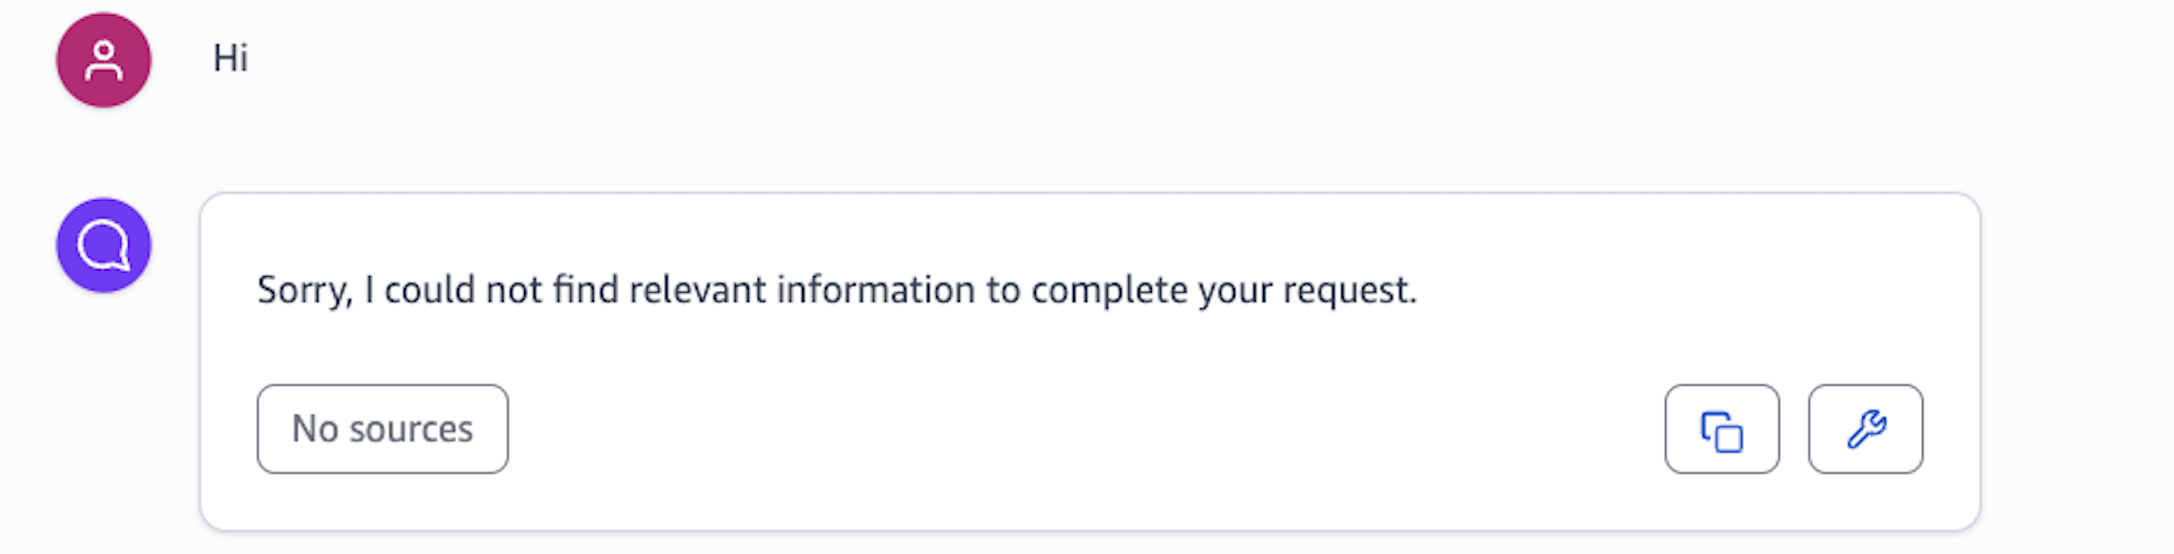 Hi
Sorry, I could not find relevant information to complete your request.
No sources